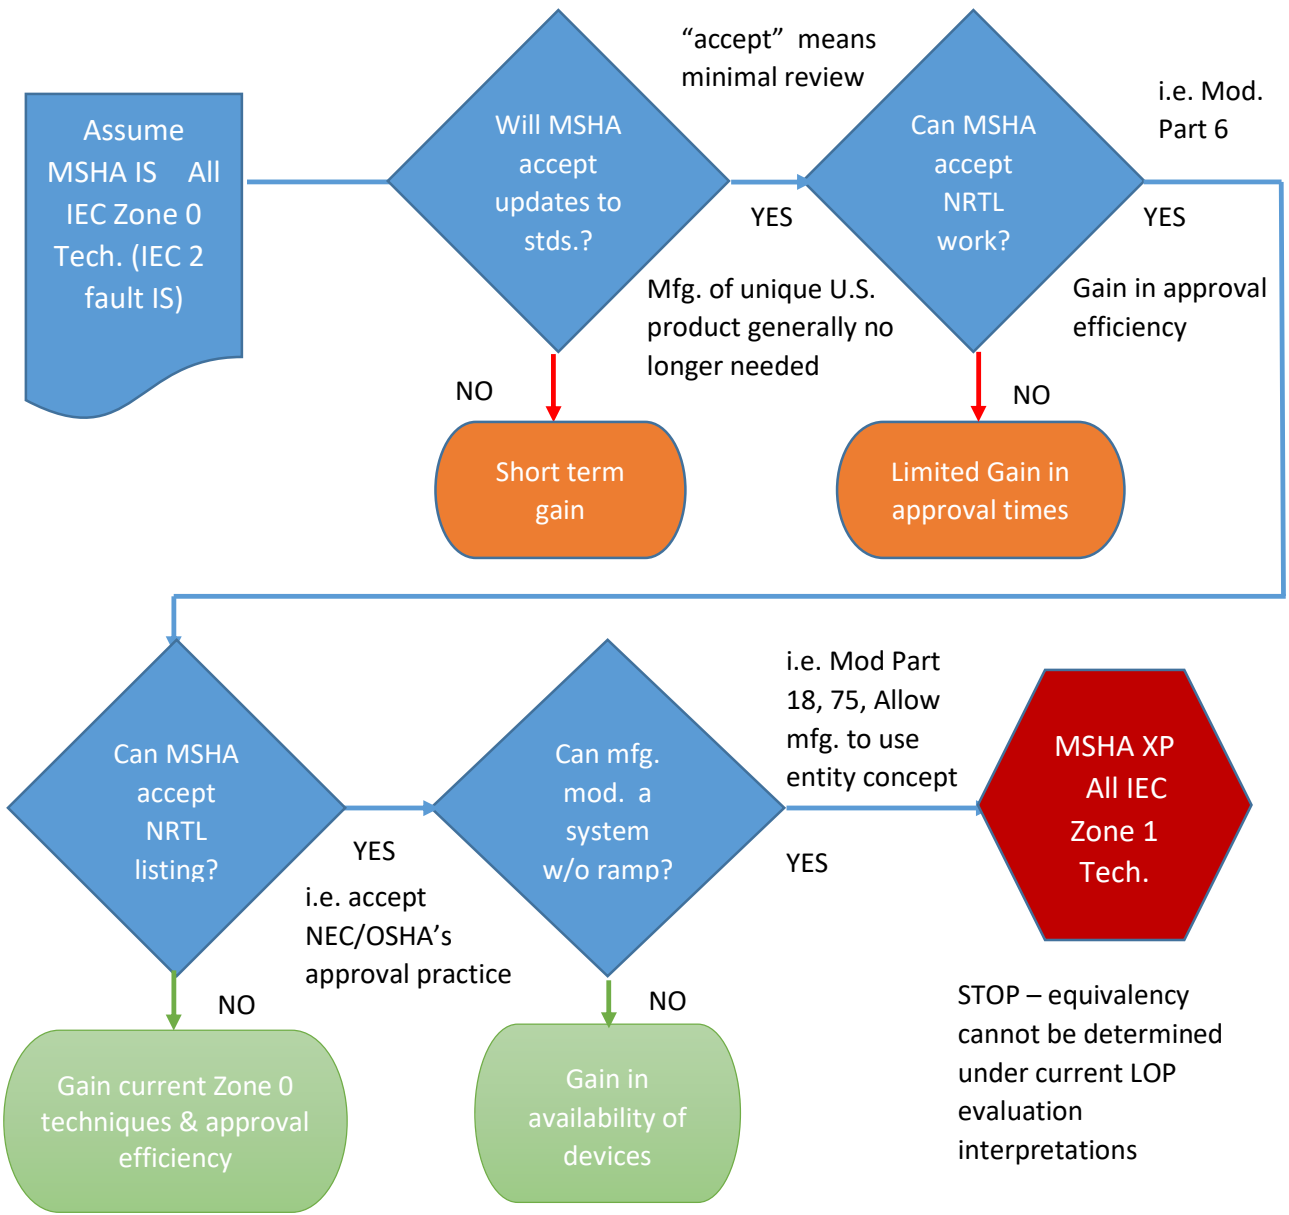 Assume
MSHA IS All
IEC Zone 0
Tech. (IEC 2
fault IS)
Will MSHA
accept
updates to
stds.?
“accept” means
minimal review
YES
Mfg. of unique U.S.
product generally no
longer needed
NO
Short term
gain
Can MSHA
accept
NRTL
work?
i.e. Mod.
Part 6
YES
Gain in approval
efficiency
NO
Limited Gain in
approval times
Can MSHA
accept
NRTL
listing?
YES
i.e. accept
NEC/OSHA’s
approval practice
NO
Gain current Zone 0
techniques & approval
efficiency
Can mfg.
mod. a
system
w/o ramp?
i.e. Mod Part
18, 75, Allow
mfg. to use
entity concept
YES
NO
Gain in
availability of
devices
MSHA XP
All IEC
Zone 1
Tech.
STOP – equivalency
cannot be determined
under current LOP
evaluation
interpretations